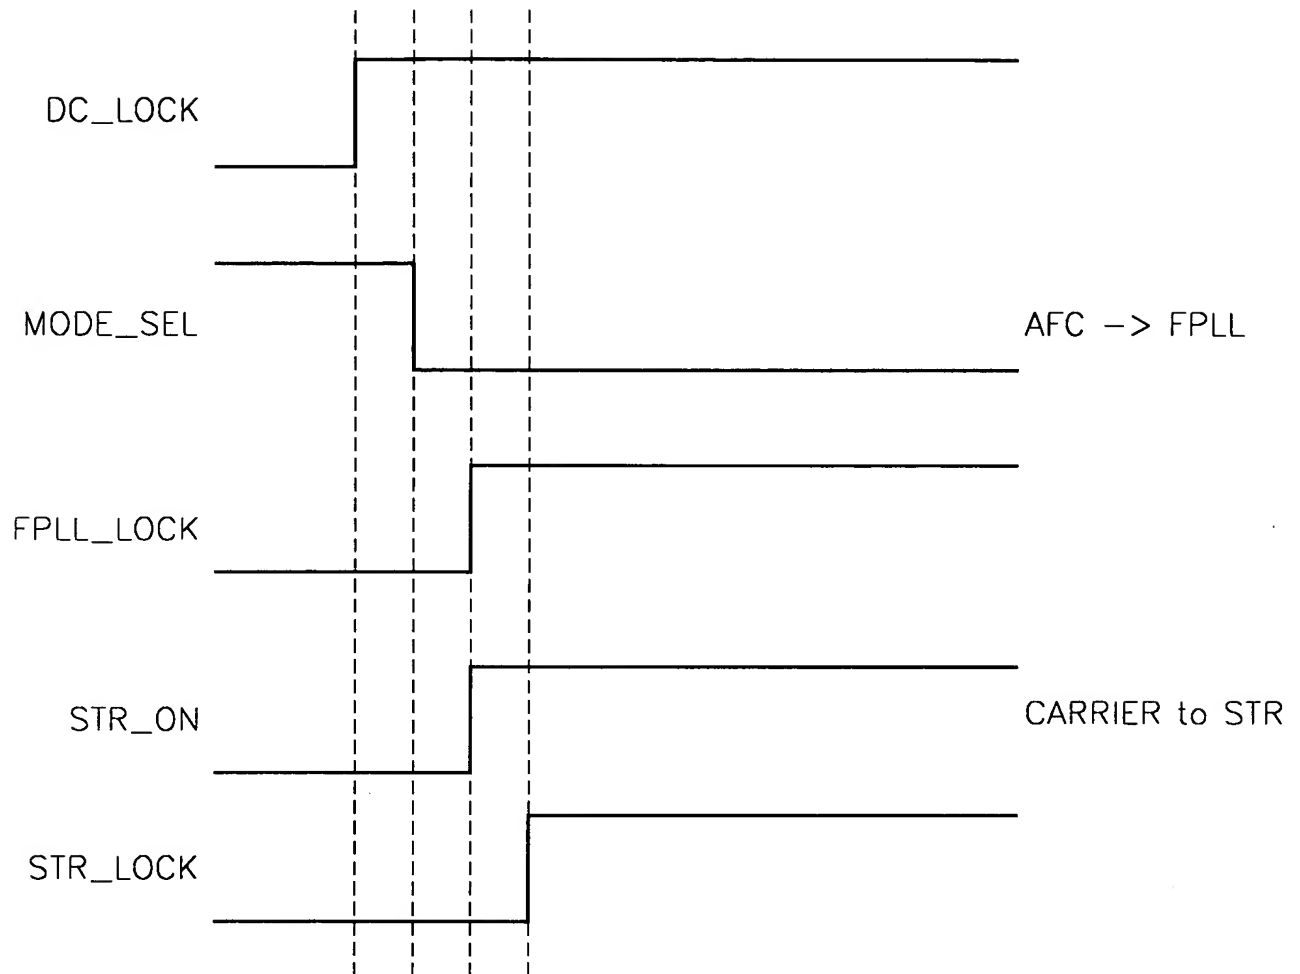 DC_LOCK
MODE_SEL
AFC -> FPLL
FPLL_LOCK
STR_ON
CARRIER to STR
STR_LOCK